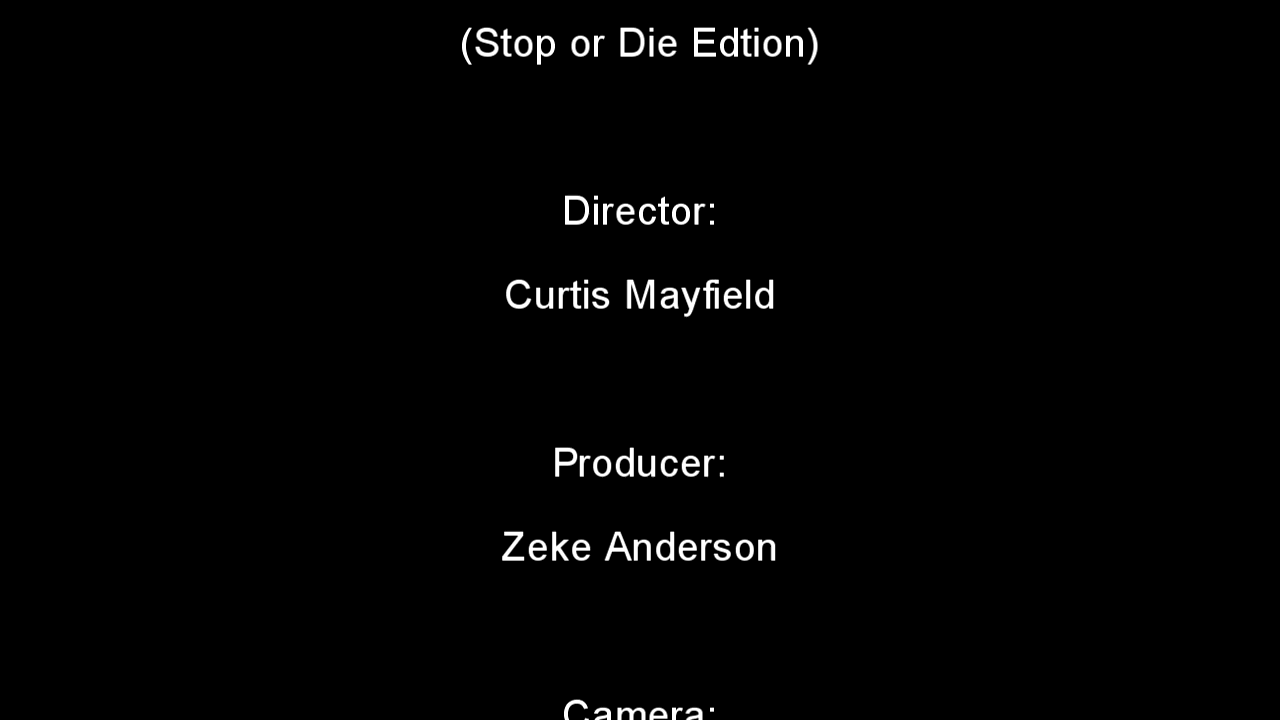 (Stop or Die Edtion)
Director:
Curtis Mayfield
Producer:
Zeke Anderson
Camera: